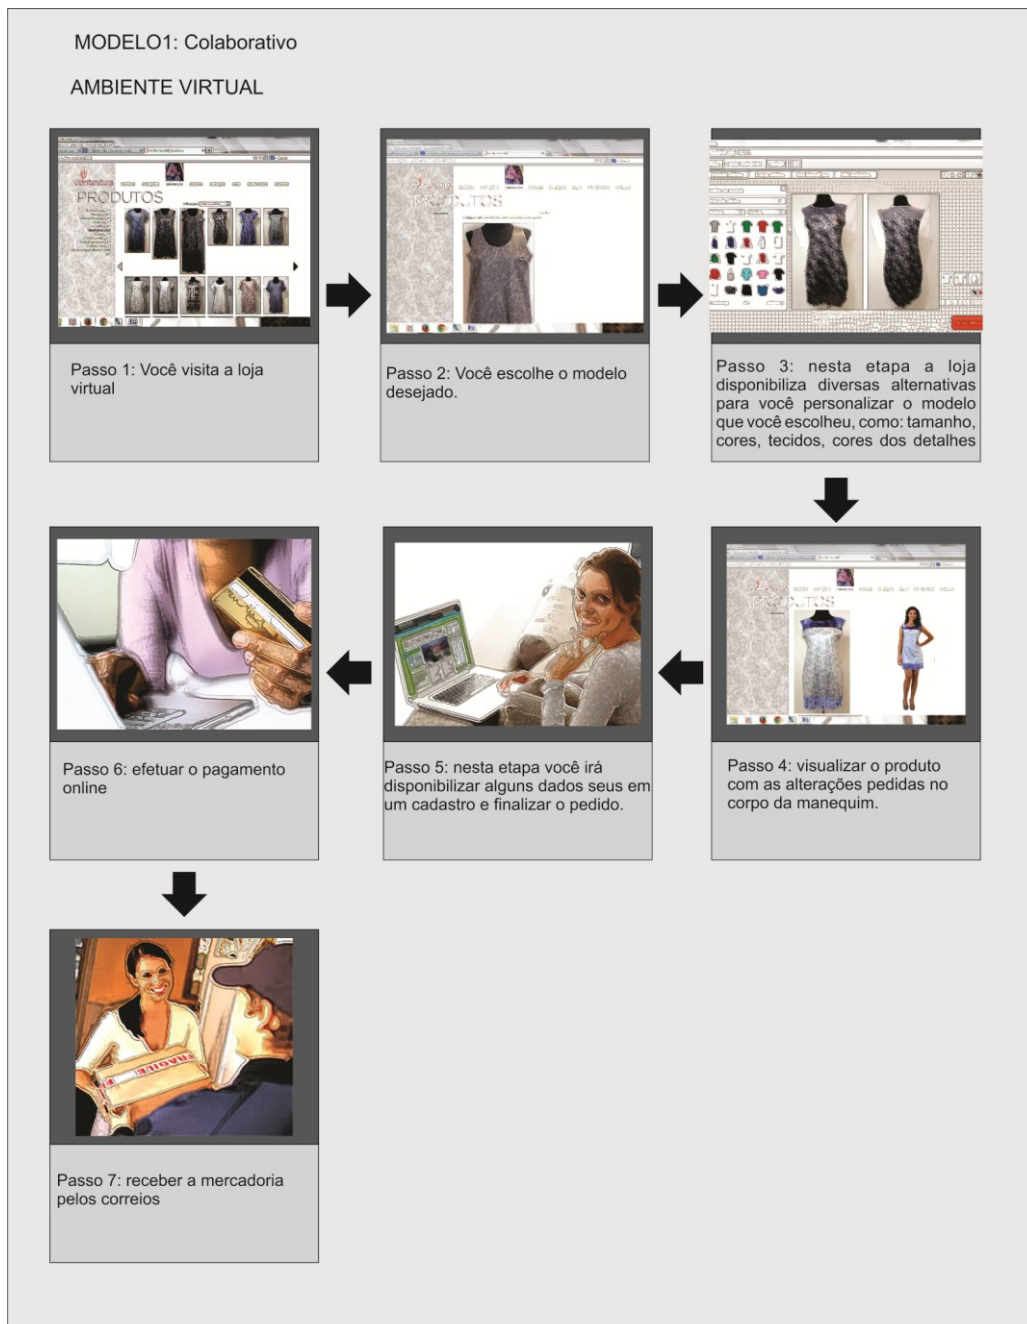 MODELO1: Colaborativo
AMBIENTE VIRTUAL
PRODUTOS
PRODUTOS
Passo 1: Você visita a loja
virtual
Passo 2: Você escolhe o modelo
desejado.
Passo 3: nesta etapa a loja
disponibiliza diversas alternativas
para você personalizar o modelo
que você escolheu, como: tamanho,
cores, tecidos, cores dos detalhes
PRODUTOS
Passo 6: efetuar o pagamento
online
Passo 5: nesta etapa você irá
disponibilizar alguns dados seus em
um cadastro e finalizar o pedido.
Passo 4: visualizar o produto
com as alterações pedidas no
corpo da manequim.
FRAGILE
Passo 7: receber a mercadoria
pelos correios